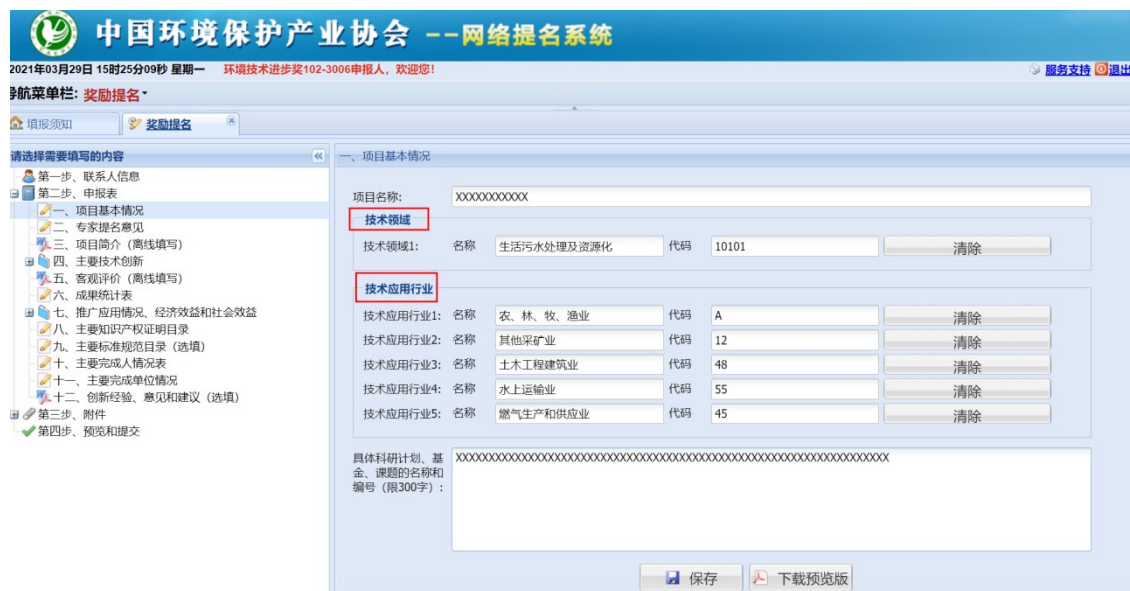 中国环境保护产业协会 --网络提名系统
2021年03月29日 15时25分09秒 星期一 环境技术进步奖102-3006申报人，欢迎您！ 服务支持 退出
导航菜单栏: 奖励提名
填报须知 奖励提名
请选择需要填写的内容
第一步、联系人信息
第二步、申报表
一、项目基本情况
二、专家提名意见
三、项目简介（离线填写）
四、主要技术创新
五、客观评价（离线填写）
六、成果统计表
七、推广应用情况、经济效益和社会效益
八、主要知识产权证明目录
九、主要标准规范目录（选填）
十、主要完成人情况表
十一、主要完成单位情况
十二、创新经验、意见和建议（选填）
第三步、附件
第四步、预览和提交
一、项目基本情况
项目名称: XXXXXXXXXXX
技术领域
技术领域1: 名称 生活污水处理及资源化 代码 10101 清除
技术应用行业
技术应用行业1: 名称 农、林、牧、渔业 代码 A 清除
技术应用行业2: 名称 其他采矿业 代码 12 清除
技术应用行业3: 名称 土木工程建筑业 代码 48 清除
技术应用行业4: 名称 水上运输业 代码 55 清除
技术应用行业5: 名称 燃气生产和供应业 代码 45 清除
具体科研计划、基 XXXXXXXXXXXXXXXXXXXXXXXXXXXXXXXXXXXXXXXXXXXXXXXXXXXXXXXXXXXXXXXXX
金、课题的名称和
编号（限300字）:
保存 下载预览版